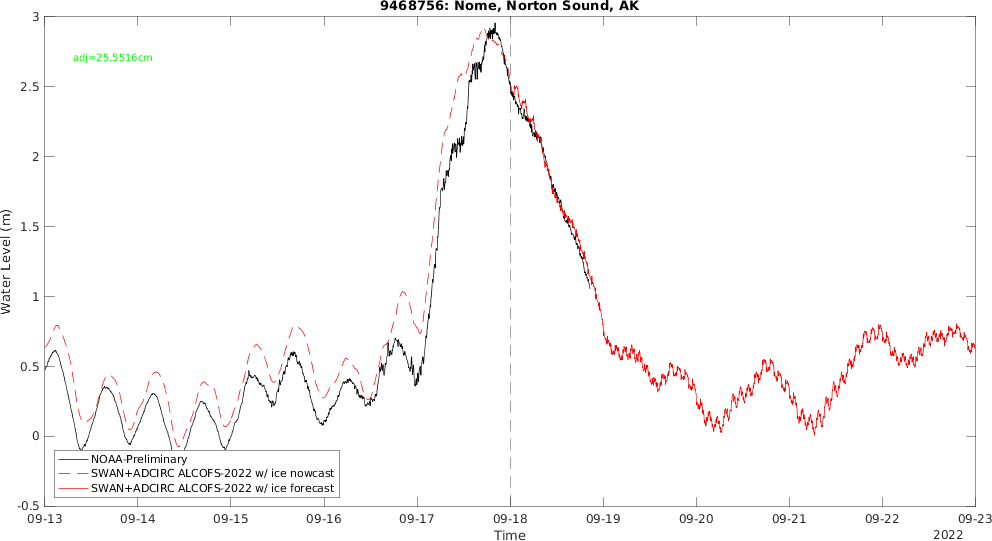 9468756: Nome, Norton Sound, AK
adj=25.5516cm
3
2.5
2
1.5
1
0.5
0
-0.5
Water Level (m)
NOAA-Preliminary
SWAN+ADCIRC ALCOFS-2022 w/ ice nowcast
SWAN+ADCIRC ALCOFS-2022 w/ ice forecast
09-13 09-14 09-15 09-16 09-17 09-18 09-19 09-20 09-21 09-22 09-23
Time
2022